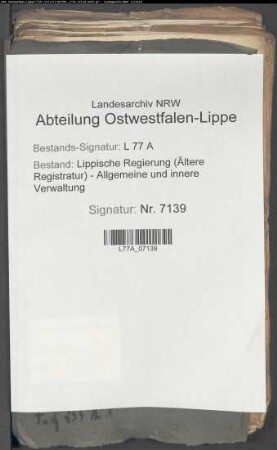 Landesarchiv NRW
Abteilung Ostwestfalen-Lippe
Bestands-Signatur: L 77 A
Bestand: Lippische Regierung (Ältere
Registratur) - Allgemeine und innere
Verwaltung
Signatur: Nr. 7139
L77A_07139